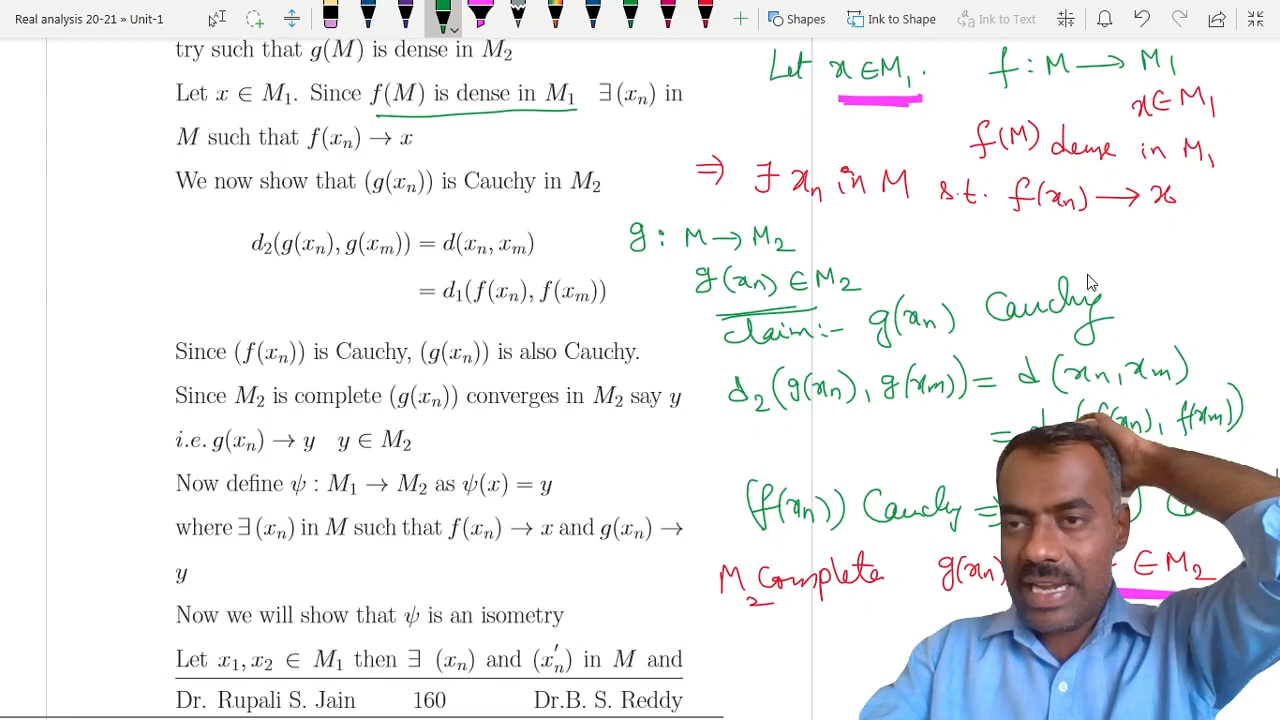 Real analysis 20-21 » Unit-1
Shapes
Ink to Shape
Ink to Text
try such that g(M) is dense in M₂
Let x ∈ M₁. Since f(M) is dense in M₁ ∃ (xₙ) in
M such that f(xₙ) → x
We now show that (g(xₙ)) is Cauchy in M₂
d₂(g(xₙ), g(xₘ)) = d(xₙ, xₘ)
= d₁(f(xₙ), f(xₘ))
Since (f(xₙ)) is Cauchy, (g(xₙ)) is also Cauchy.
Since M₂ is complete (g(xₙ)) converges in M₂ say y
i.e. g(xₙ) → y y ∈ M₂
Now define ψ : M₁ → M₂ as ψ(x) = y
where ∃ (xₙ) in M such that f(xₙ) → x and g(xₙ) →
y
Now we will show that ψ is an isometry
Let x₁, x₂ ∈ M₁ then ∃ (xₙ) and (x′ₙ) in M and
Dr. Rupali S. Jain 160 Dr.B. S. Reddy
Let x ∈ M₁. f : M → M₁
x ∈ M₁
f(M) dense in M₁
⇒ ∃ xₙ in M s.t. f(xₙ) → x
g : M → M₂
g(xₙ) ∈ M₂
claim:- g(xₙ) Cauchy
d₂(g(xₙ), g(xₘ)) = d(xₙ, xₘ)
= f(xₘ))
(f(xₙ)) Cauchy ⇒
M₂ Complete g(xₙ) ∈ M₂